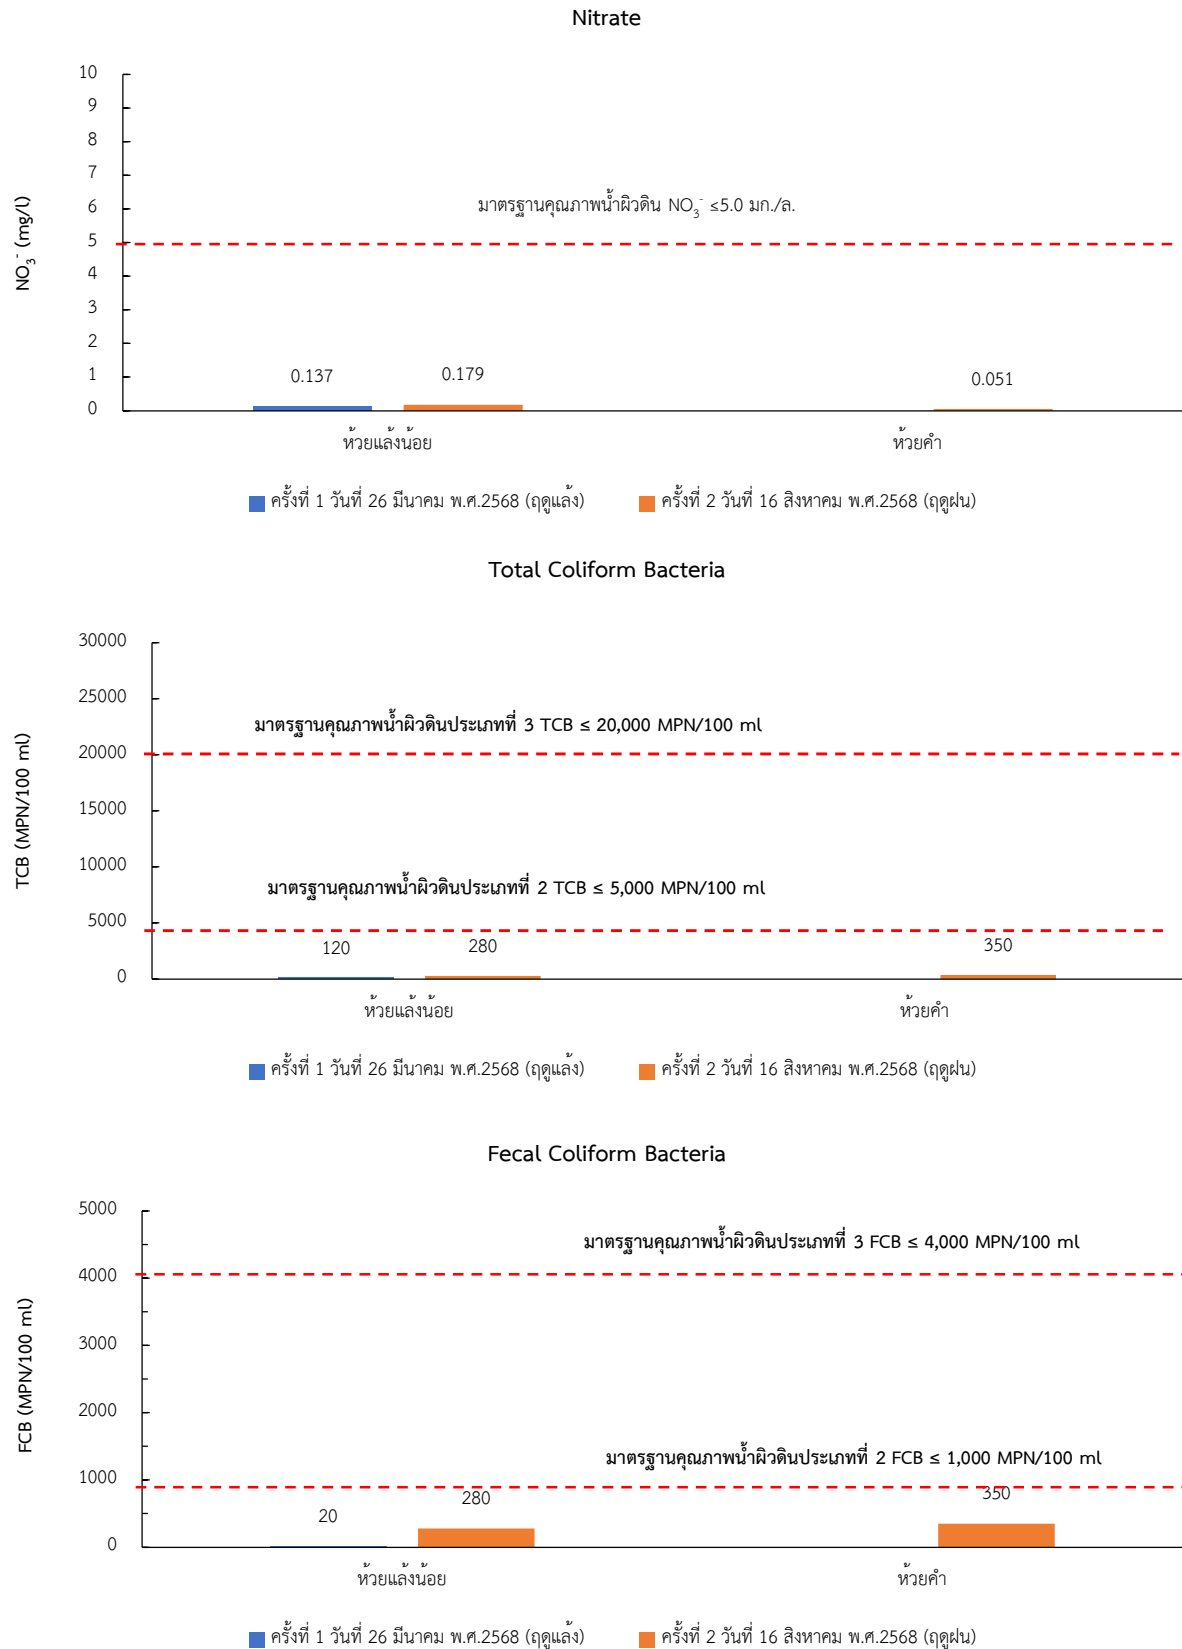 Nitrate
10
9
8
7
6
5
4
3
2
1
0
NO₃⁻ (mg/l)
มาตรฐานคุณภาพน้ำผิวดิน NO₃⁻ ≤5.0 มก./ล.
0.137
0.179
0.051
ห้วยแล้งน้อย
ห้วยคำ
ครั้งที่ 1 วันที่ 26 มีนาคม พ.ศ.2568 (ฤดูแล้ง)
ครั้งที่ 2 วันที่ 16 สิงหาคม พ.ศ.2568 (ฤดูฝน)
Total Coliform Bacteria
30000
25000
20000
15000
10000
5000
0
TCB (MPN/100 ml)
มาตรฐานคุณภาพน้ำผิวดินประเภทที่ 3 TCB ≤ 20,000 MPN/100 ml
มาตรฐานคุณภาพน้ำผิวดินประเภทที่ 2 TCB ≤ 5,000 MPN/100 ml
120
280
350
ห้วยแล้งน้อย
ห้วยคำ
ครั้งที่ 1 วันที่ 26 มีนาคม พ.ศ.2568 (ฤดูแล้ง)
ครั้งที่ 2 วันที่ 16 สิงหาคม พ.ศ.2568 (ฤดูฝน)
Fecal Coliform Bacteria
5000
4000
3000
2000
1000
0
FCB (MPN/100 ml)
มาตรฐานคุณภาพน้ำผิวดินประเภทที่ 3 FCB ≤ 4,000 MPN/100 ml
มาตรฐานคุณภาพน้ำผิวดินประเภทที่ 2 FCB ≤ 1,000 MPN/100 ml
20
280
350
ห้วยแล้งน้อย
ห้วยคำ
ครั้งที่ 1 วันที่ 26 มีนาคม พ.ศ.2568 (ฤดูแล้ง)
ครั้งที่ 2 วันที่ 16 สิงหาคม พ.ศ.2568 (ฤดูฝน)